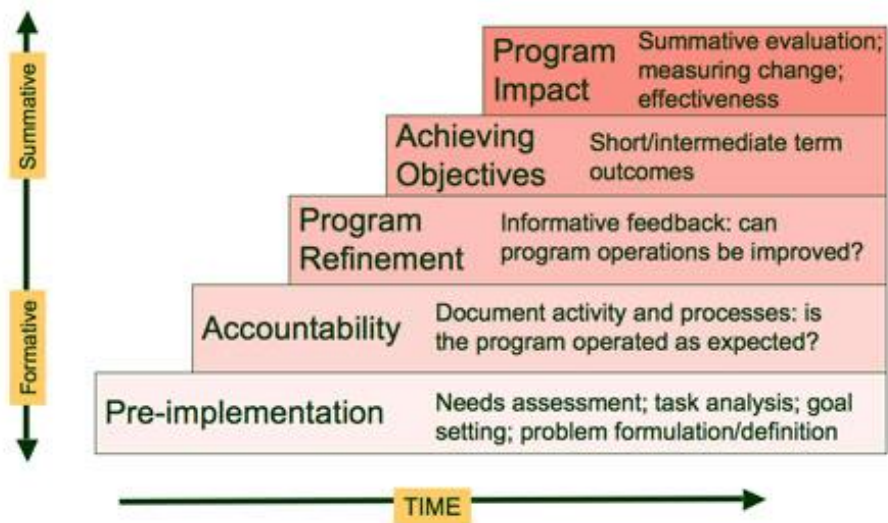 Summative
Formative
Program
Impact
Summative evaluation;
measuring change;
effectiveness
Achieving
Objectives
Short/intermediate term
outcomes
Program
Refinement
Informative feedback: can
program operations be improved?
Accountability
Document activity and processes: is
the program operated as expected?
Pre-implementation
Needs assessment; task analysis; goal
setting; problem formulation/definition
TIME